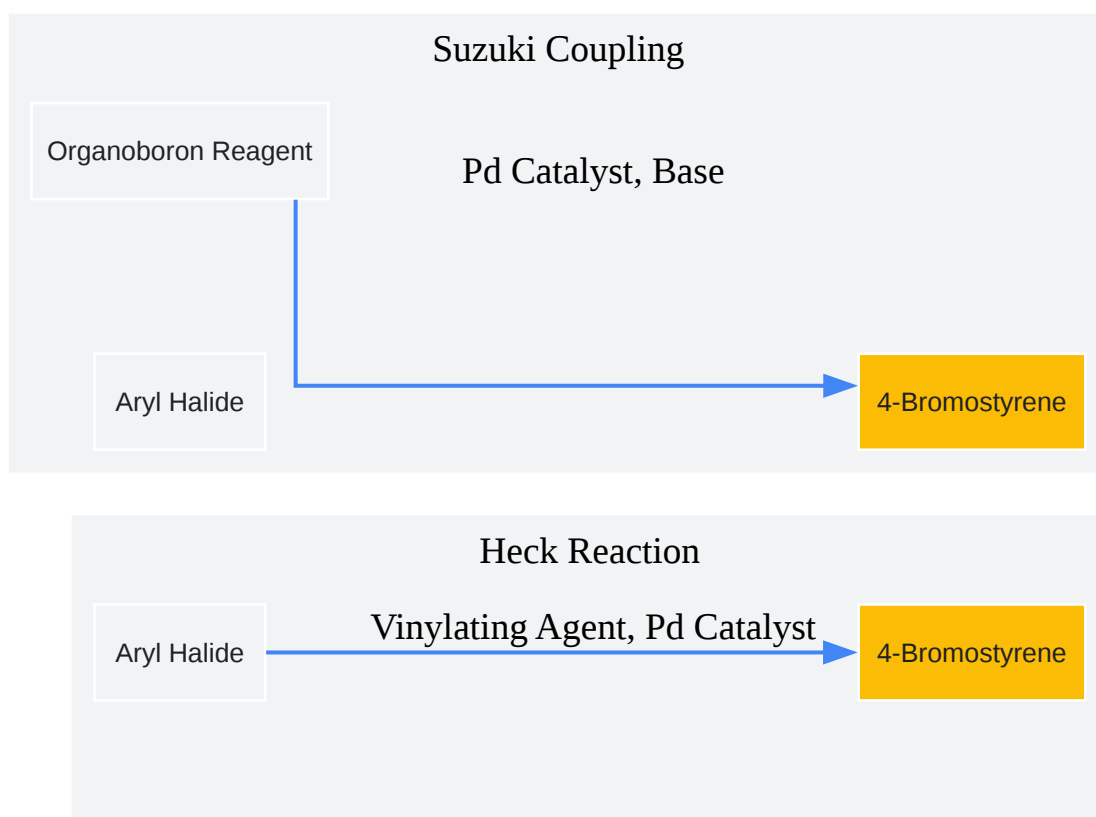 Suzuki Coupling
Organoboron Reagent
Pd Catalyst, Base
Aryl Halide
4-Bromostyrene
Heck Reaction
Vinylating Agent, Pd Catalyst
Aryl Halide
4-Bromostyrene